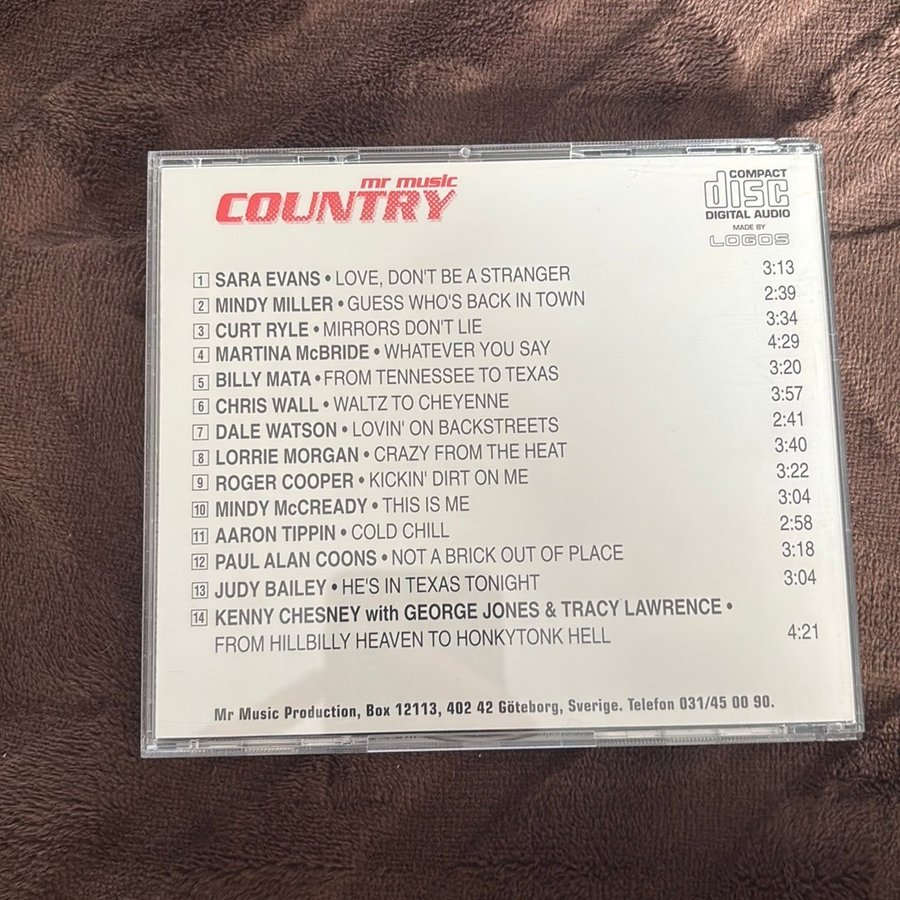 mr music
COUNTRY
COMPACT
disc
DIGITAL AUDIO
MADE BY
LOGOS
1 SARA EVANS • LOVE, DON'T BE A STRANGER 3:13
2 MINDY MILLER • GUESS WHO'S BACK IN TOWN 2:39
3 CURT RYLE • MIRRORS DON'T LIE 3:34
4 MARTINA McBRIDE • WHATEVER YOU SAY 4:29
5 BILLY MATA • FROM TENNESSEE TO TEXAS 3:20
6 CHRIS WALL • WALTZ TO CHEYENNE 3:57
7 DALE WATSON • LOVIN' ON BACKSTREETS 2:41
8 LORRIE MORGAN • CRAZY FROM THE HEAT 3:40
9 ROGER COOPER • KICKIN' DIRT ON ME 3:22
10 MINDY McCREADY • THIS IS ME 3:04
11 AARON TIPPIN • COLD CHILL 2:58
12 PAUL ALAN COONS • NOT A BRICK OUT OF PLACE 3:18
13 JUDY BAILEY • HE'S IN TEXAS TONIGHT 3:04
14 KENNY CHESNEY with GEORGE JONES & TRACY LAWRENCE •
FROM HILLBILLY HEAVEN TO HONKYTONK HELL 4:21
Mr Music Production, Box 12113, 402 42 Göteborg, Sverige. Telefon 031/45 00 90.